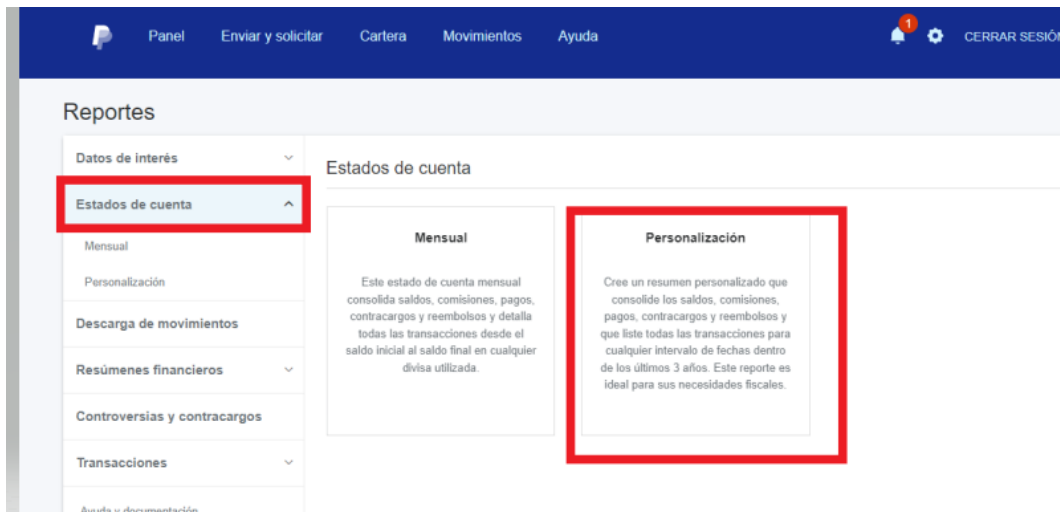 Panel Enviar y solicitar Cartera Movimientos Ayuda 1 CERRAR SESIÓN
Reportes
Datos de interés
Estados de cuenta
Mensual
Personalización
Descarga de movimientos
Resúmenes financieros
Controversias y contracargos
Transacciones
Ayuda y documentación
Estados de cuenta
Mensual
Este estado de cuenta mensual
consolida saldos, comisiones, pagos,
contracargos y reembolsos y detalla
todas las transacciones desde el
saldo inicial al saldo final en cualquier
divisa utilizada.
Personalización
Cree un resumen personalizado que
consolide los saldos, comisiones,
pagos, contracargos y reembolsos y
que liste todas las transacciones para
cualquier intervalo de fechas dentro
de los últimos 3 años. Este reporte es
ideal para sus necesidades fiscales.